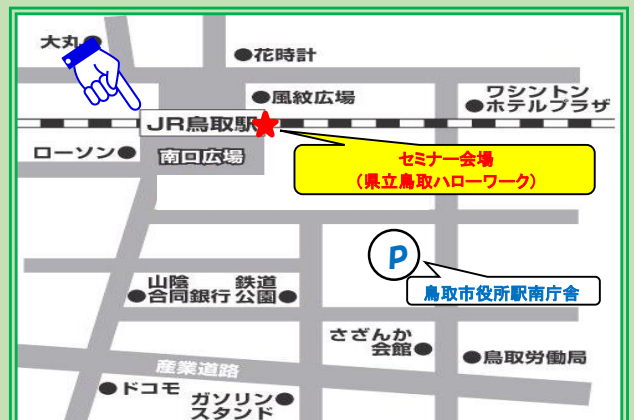 大丸
花時計
風紋広場
ワシントン
ホテルプラザ
JR鳥取駅
ローソン
南口広場
セミナー会場
（県立鳥取ハローワーク）
P
鳥取市役所駅南庁舎
山陰
合同銀行
鉄道
公園
さざんか
会館
鳥取労働局
産業道路
ドコモ
ガソリン
スタンド